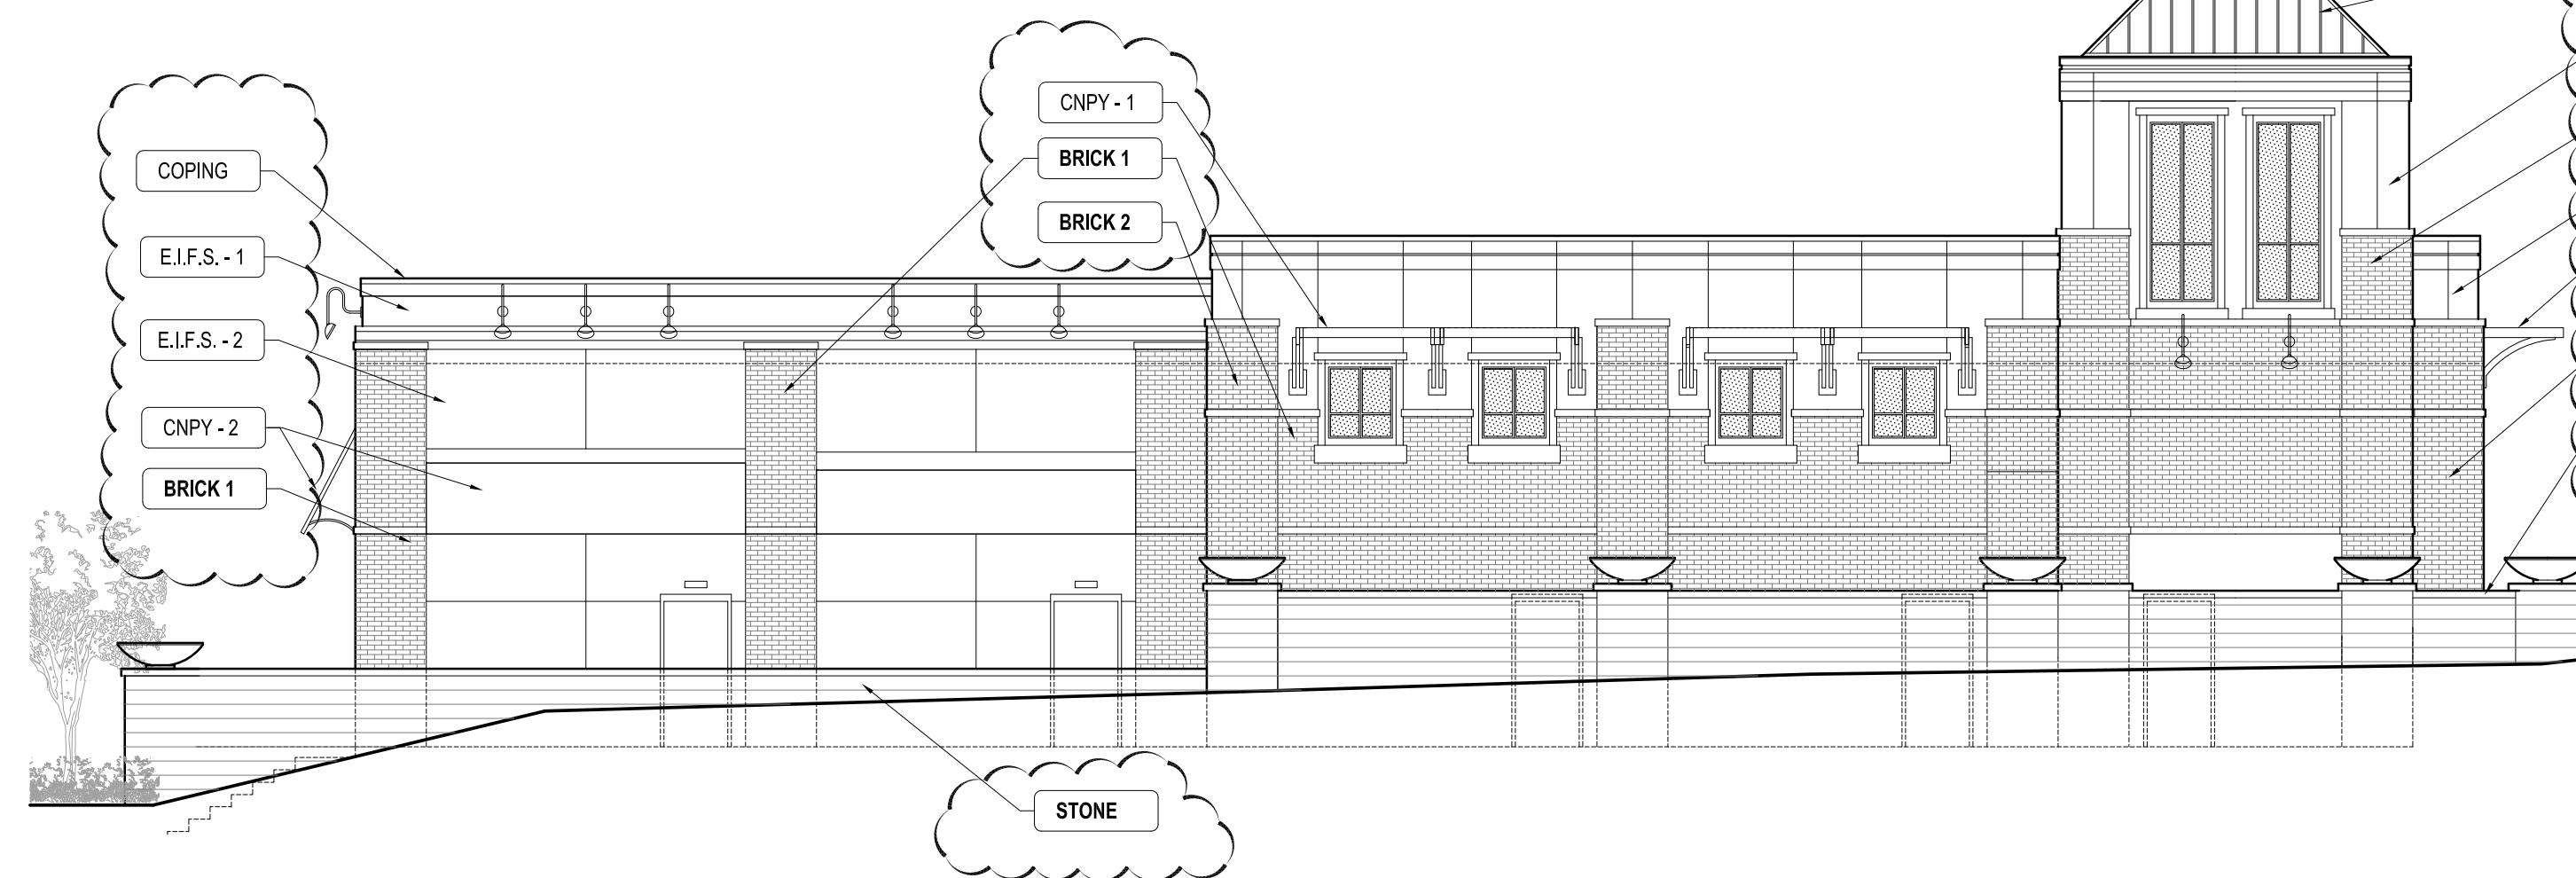 COPING
E.I.F.S. - 1
E.I.F.S. - 2
CNPY - 2
BRICK 1
CNPY - 1
BRICK 1
BRICK 2
STONE